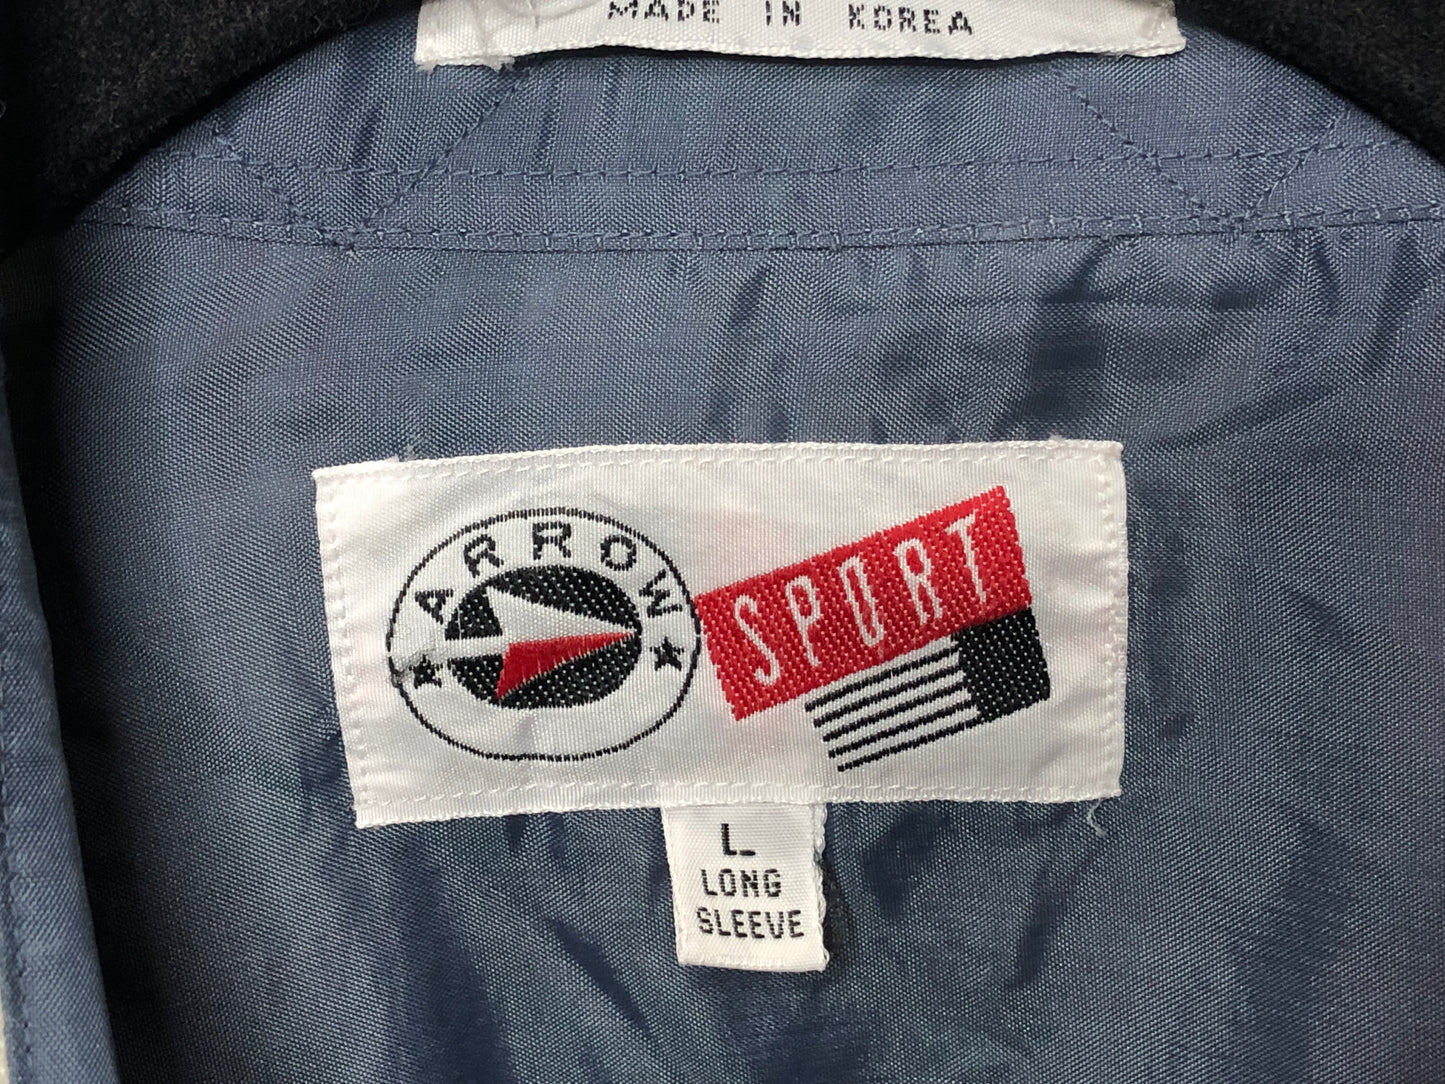 MADE IN KOREA
ARROW
SPORT
L
LONG
SLEEVE